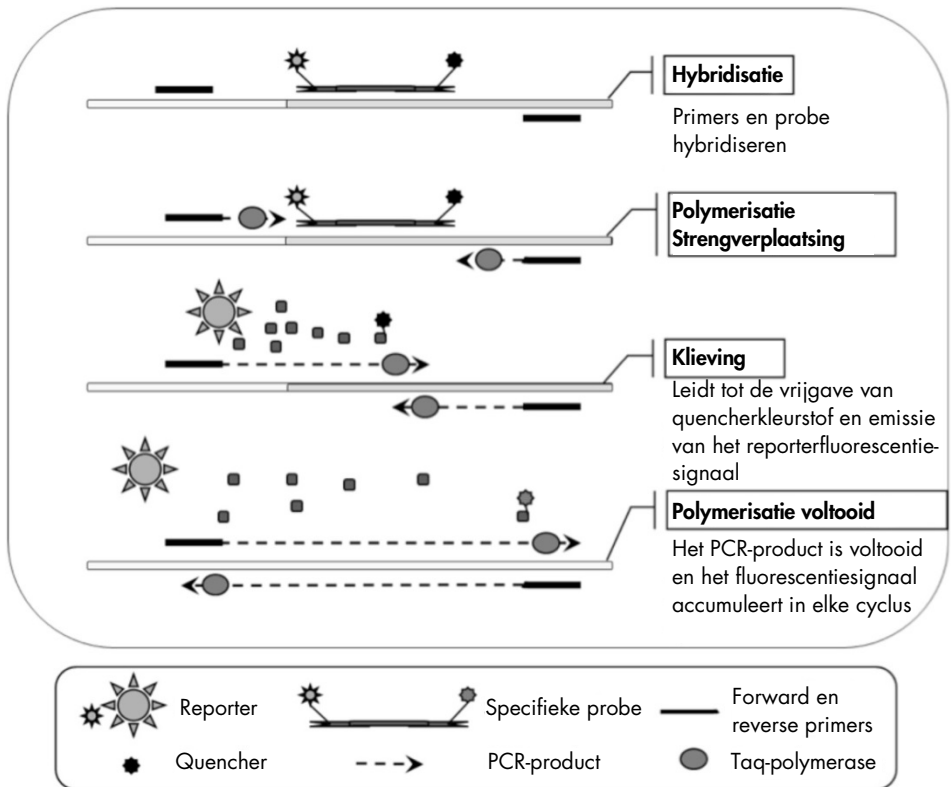 Hybridisatie
Primers en probe
hybridiseren
Polymerisatie
Strengverplaatsing
Klieving
Leidt tot de vrijgave van
quencherkleurstof en emissie
van het reporterfluorescentie-
signaal
Polymerisatie voltooid
Het PCR-product is voltooid
en het fluorescentiesignaal
accumuleert in elke cyclus
Reporter
Specifieke probe
Forward en
reverse primers
Quencher
PCR-product
Taq-polymerase